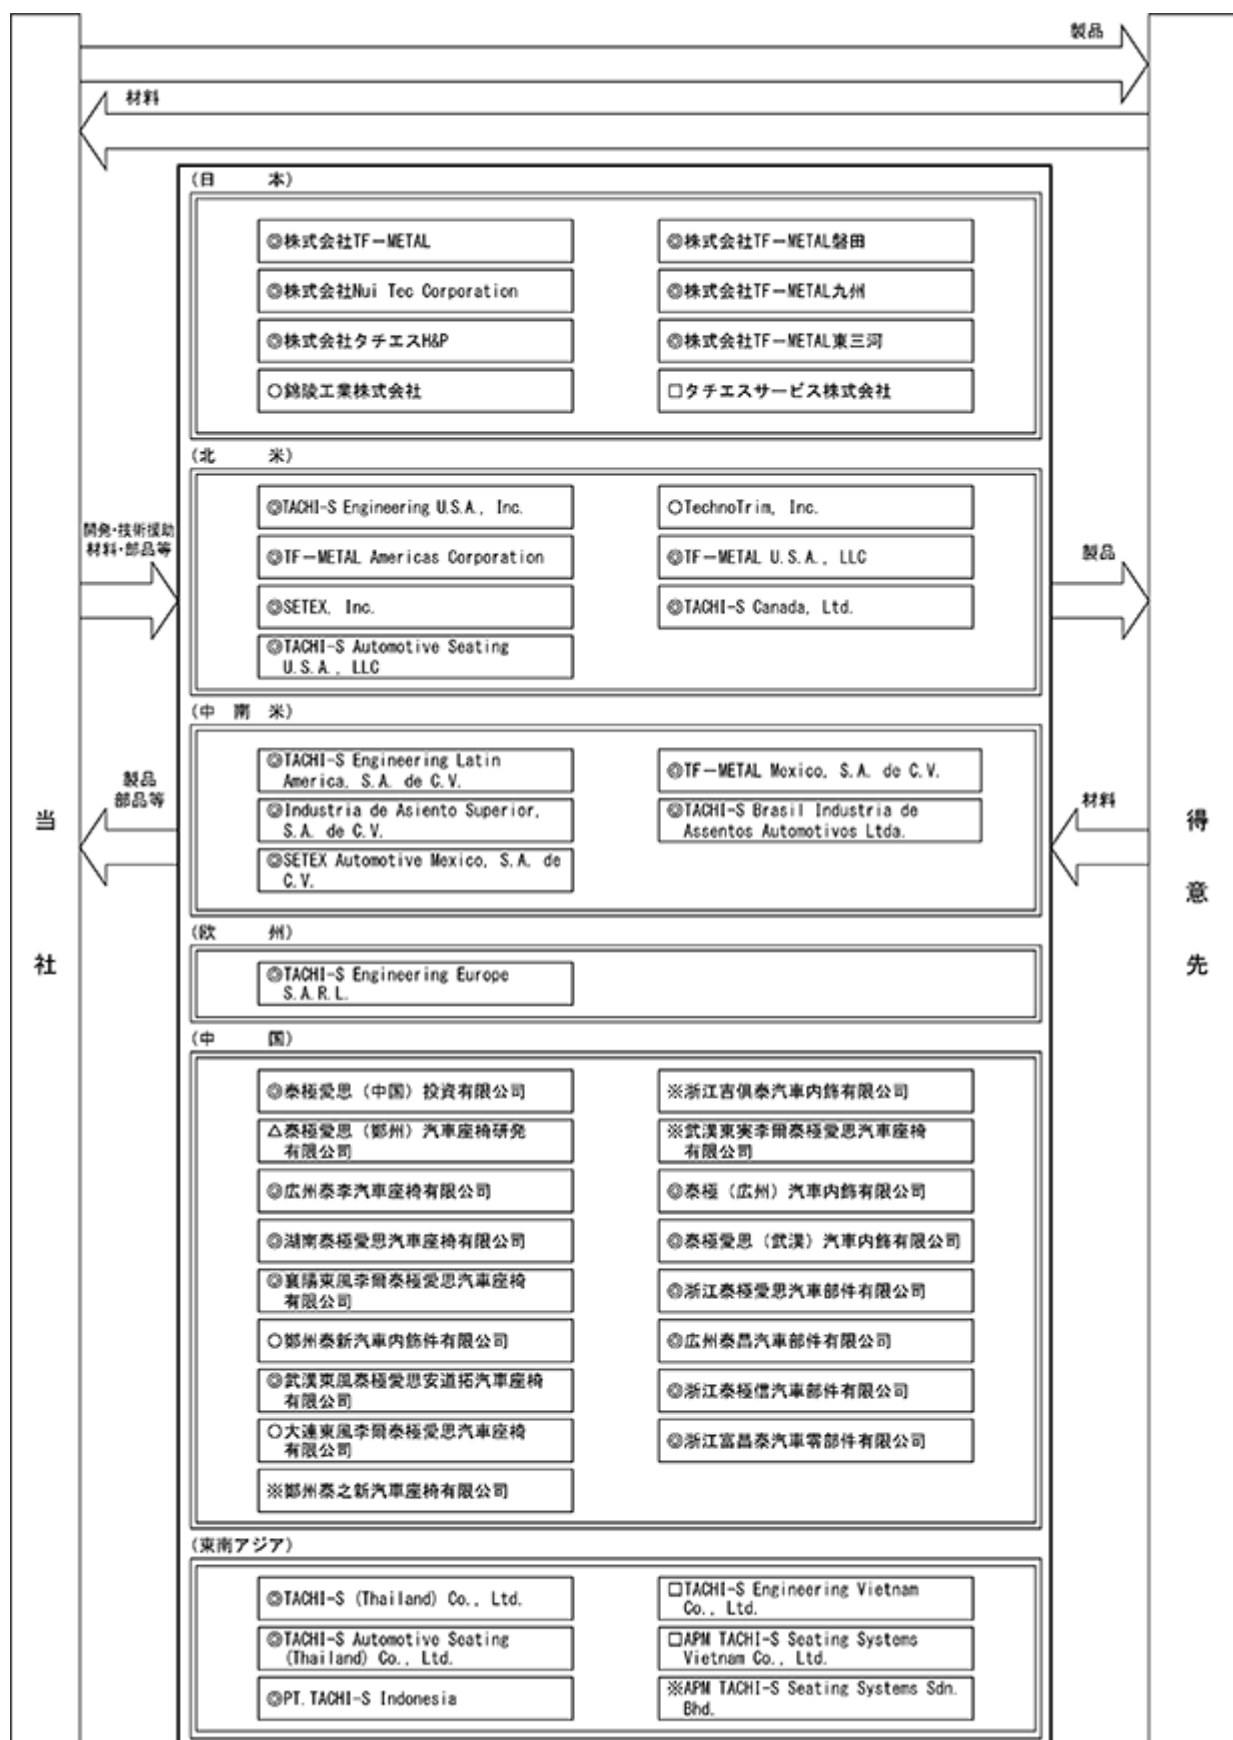 製品
材料
(日　　本)
◎株式会社TF－METAL
◎株式会社TF－METAL磐田
◎株式会社Nui Tec Corporation
◎株式会社TF－METAL九州
◎株式会社タチエスH&P
◎株式会社TF－METAL東三河
○錦陵工業株式会社
□タチエスサービス株式会社
(北　　米)
◎TACHI-S Engineering U.S.A., Inc.
○TechnoTrim, Inc.
◎TF－METAL Americas Corporation
◎TF－METAL U.S.A., LLC
◎SETEX, Inc.
◎TACHI-S Canada, Ltd.
◎TACHI-S Automotive Seating
U.S.A., LLC
開発・技術援助
材料・部品等
製品
(中　南　米)
◎TACHI-S Engineering Latin
America, S.A. de C.V.
◎TF－METAL Mexico, S.A. de C.V.
◎Industria de Asiento Superior,
S.A. de C.V.
◎TACHI-S Brasil Industria de
Assentos Automotivos Ltda.
◎SETEX Automotive Mexico, S.A. de
C.V.
製品
部品等
材料
当社
得意先
(欧　　州)
◎TACHI-S Engineering Europe
S.A.R.L.
(中　　国)
◎泰極愛思（中国）投資有限公司
※浙江吉俱泰汽車内飾有限公司
△泰極愛思（鄭州）汽車座椅研発
有限公司
※武漢東実李爾泰極愛思汽車座椅
有限公司
◎広州泰李汽車座椅有限公司
◎泰極（広州）汽車内飾有限公司
◎湖南泰極愛思汽車座椅有限公司
◎泰極愛思（武漢）汽車内飾有限公司
◎襄陽東風李爾泰極愛思汽車座椅
有限公司
◎浙江泰極愛思汽車部件有限公司
○鄭州泰新汽車内飾件有限公司
◎広州泰昌汽車部件有限公司
◎武漢東風泰極愛思安道拓汽車座椅
有限公司
◎浙江泰極信汽車部件有限公司
○大連東風李爾泰極愛思汽車座椅
有限公司
◎浙江富昌泰汽車零部件有限公司
※鄭州泰之新汽車座椅有限公司
(東南アジア)
◎TACHI-S (Thailand) Co., Ltd.
□TACHI-S Engineering Vietnam
Co., Ltd.
◎TACHI-S Automotive Seating
(Thailand) Co., Ltd.
□APM TACHI-S Seating Systems
Vietnam Co., Ltd.
◎PT.TACHI-S Indonesia
※APM TACHI-S Seating Systems Sdn.
Bhd.